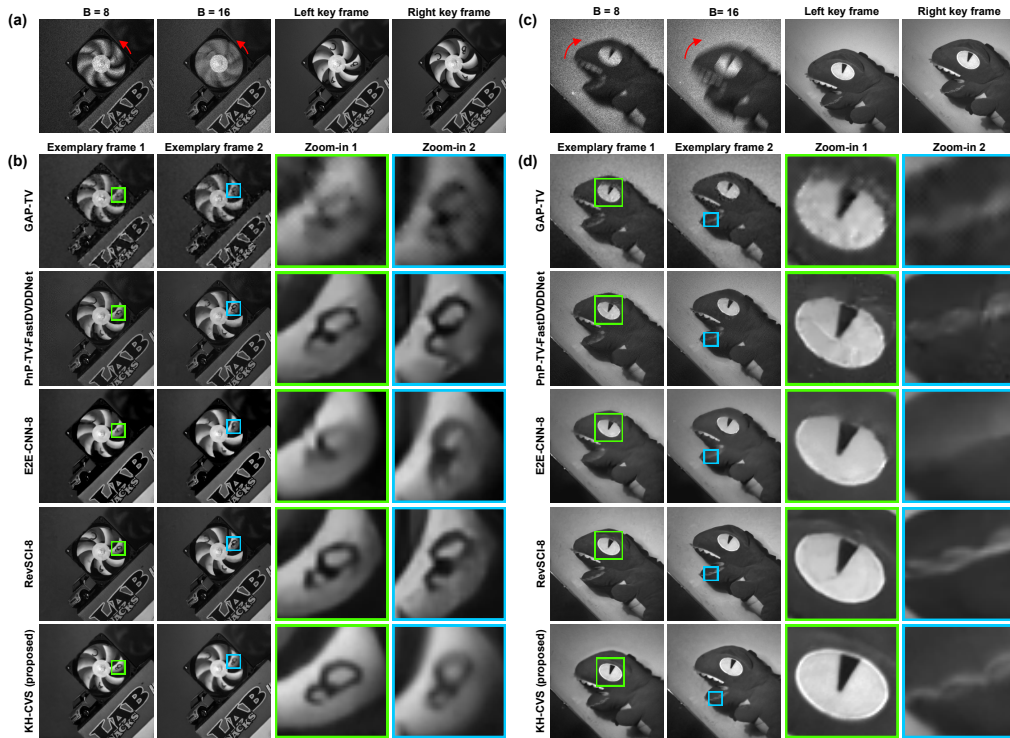 (a)
B = 8
B = 16
Left key frame
Right key frame
(b)
Exemplary frame 1
Exemplary frame 2
Zoom-in 1
Zoom-in 2
GAP-TV
PnP-TV-FastDVDDNet
E2E-CNN-8
RevSCI-8
KH-CVS (proposed)
(c)
B = 8
B= 16
Left key frame
Right key frame
(d)
Exemplary frame 1
Exemplary frame 2
Zoom-in 1
Zoom-in 2
GAP-TV
PnP-TV-FastDVDDNet
E2E-CNN-8
RevSCI-8
KH-CVS (proposed)